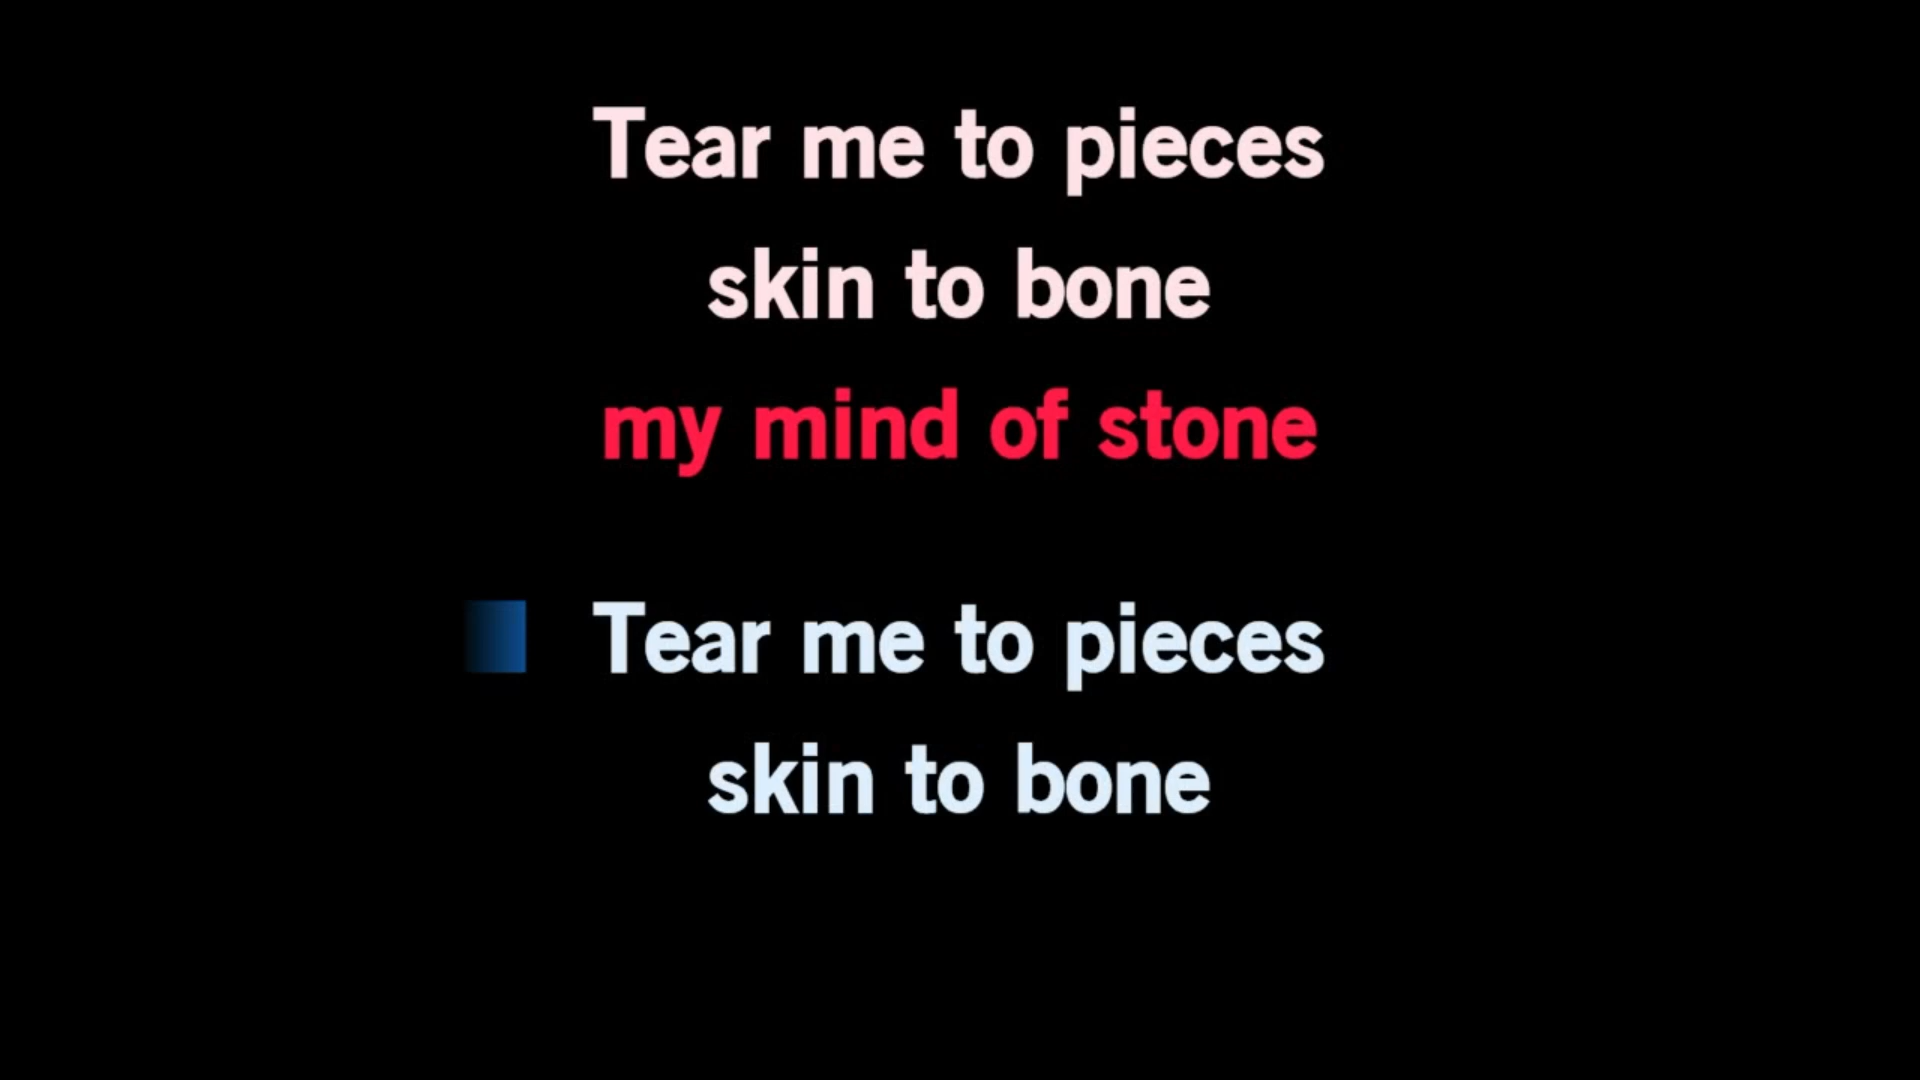 Tear me to pieces
skin to bone
my mind of stone
Tear me to pieces
skin to bone